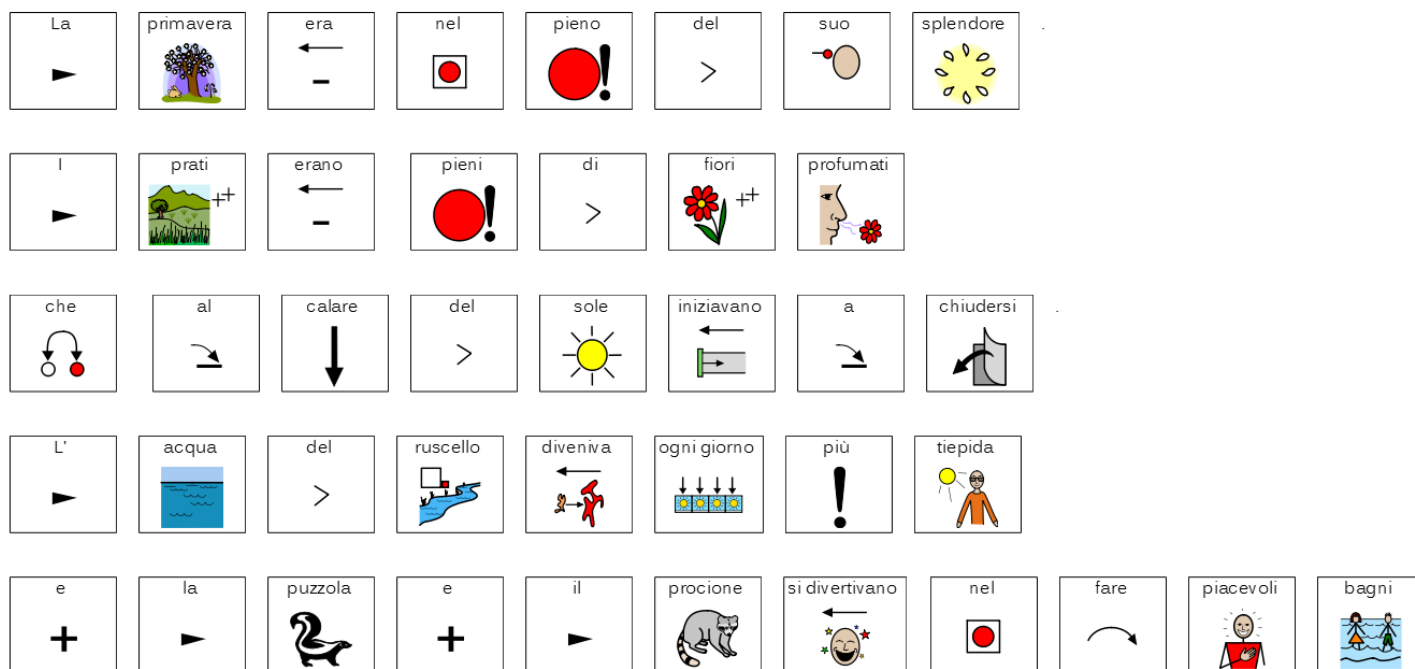 La primavera era nel pieno del suo splendore .
I prati erano pieni di fiori profumati
che al calare del sole iniziavano a chiudersi .
L' acqua del ruscello diveniva ogni giorno più tiepida
e la puzzola e il procione si divertivano nel fare piacevoli bagni